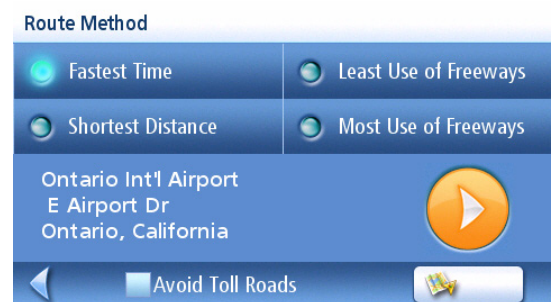 Route Method
Fastest Time
Least Use of Freeways
Shortest Distance
Most Use of Freeways
Ontario Int'l Airport
E Airport Dr
Ontario, California
Avoid Toll Roads